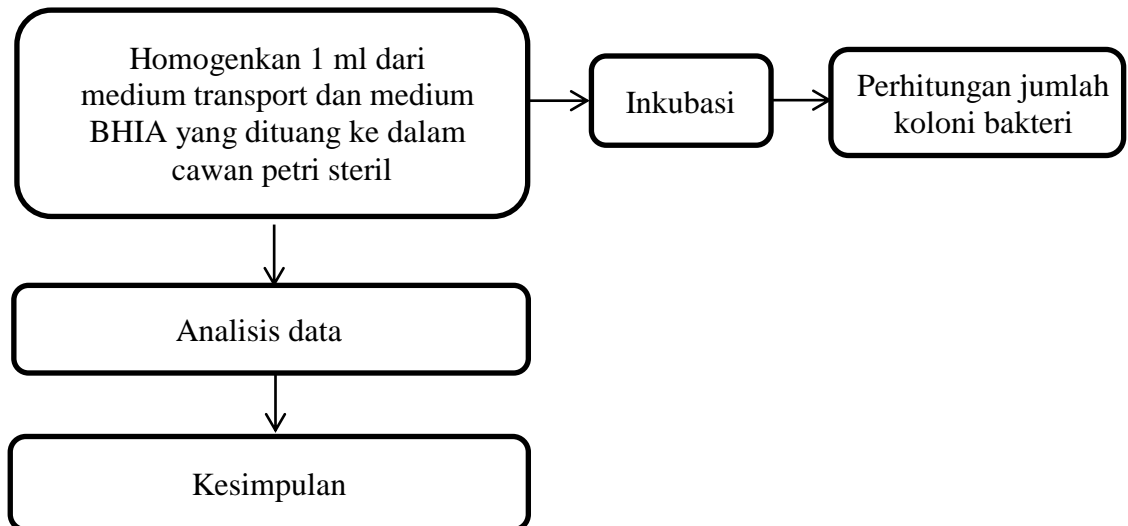 Homogenkan 1 ml dari
medium transport dan medium
BHIA yang dituang ke dalam
cawan petri steril
Inkubasi
Perhitungan jumlah
koloni bakteri
Analisis data
Kesimpulan